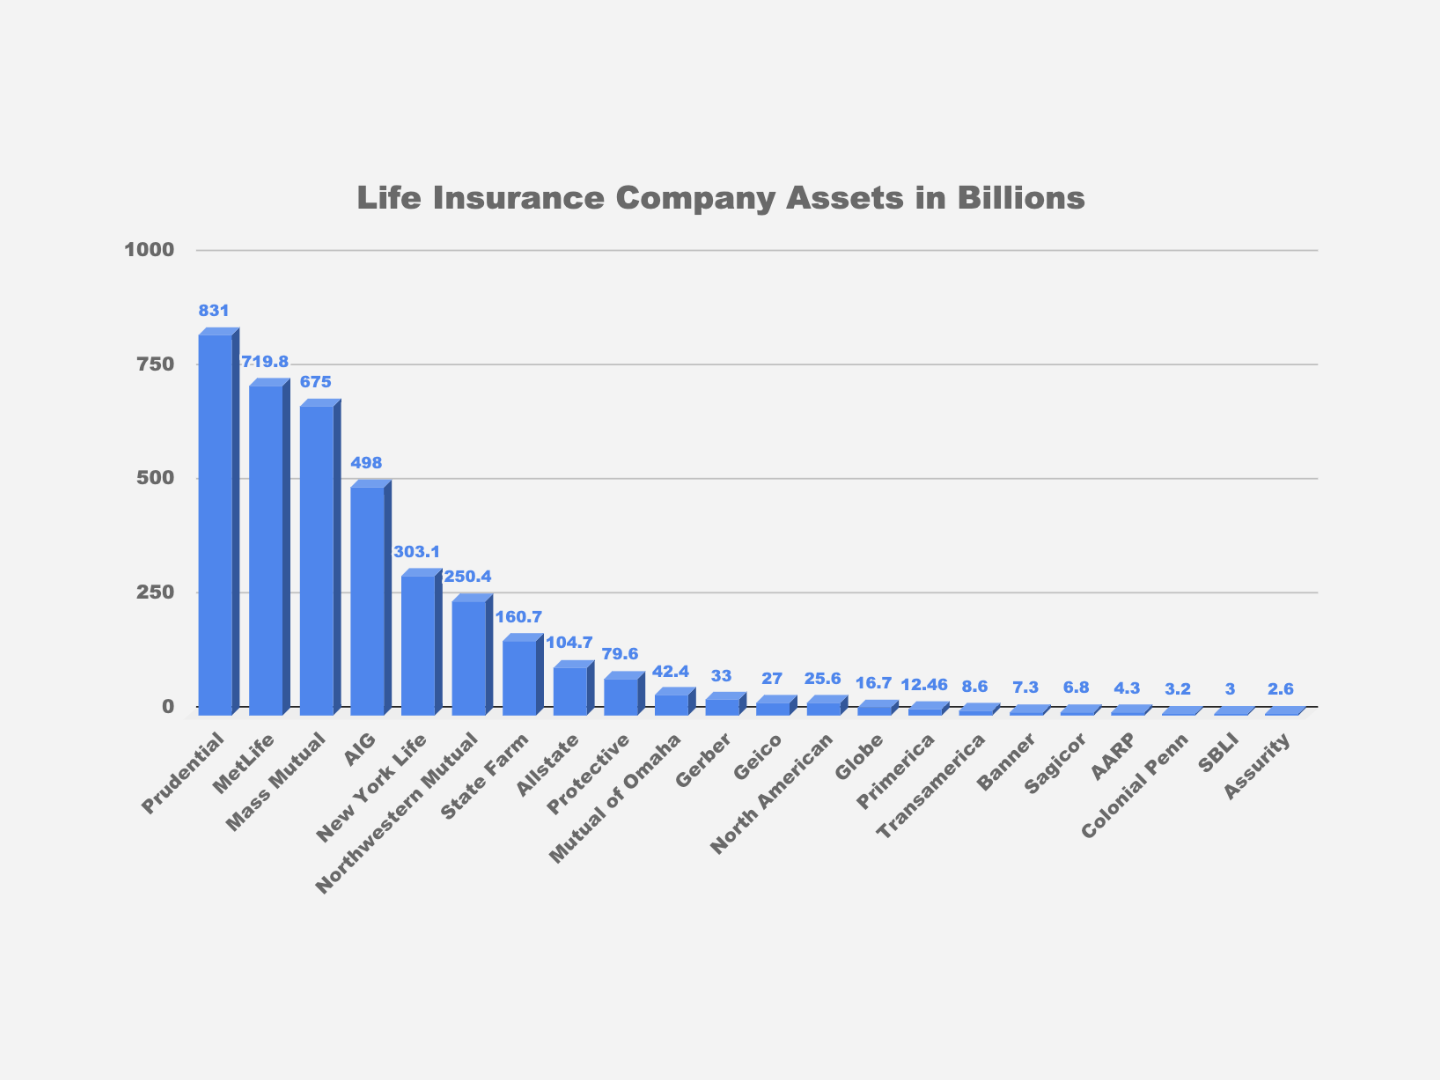 Life Insurance Company Assets in Billions
1000
750
500
250
0
831
719.8
675
498
303.1
250.4
160.7
104.7
79.6
42.4
33
27
25.6
16.7
12.46
8.6
7.3
6.8
4.3
3.2
3
2.6
Prudential
MetLife
Mass Mutual
AIG
New York Life
Northwestern Mutual
State Farm
Allstate
Protective
Mutual of Omaha
Gerber
Geico
North American
Globe
Primerica
Transamerica
Banner
Sagicor
AARP
Colonial Penn
SBLI
Assurity